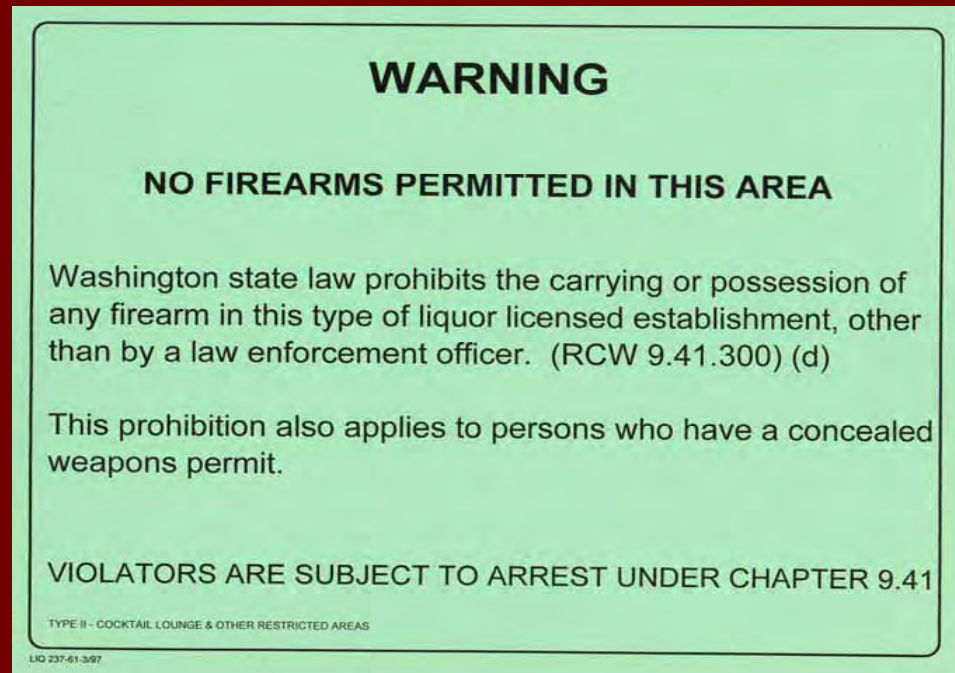 WARNING
NO FIREARMS PERMITTED IN THIS AREA
Washington state law prohibits the carrying or possession of
any firearm in this type of liquor licensed establishment, other
than by a law enforcement officer. (RCW 9.41.300) (d)
This prohibition also applies to persons who have a concealed
weapons permit.
VIOLATORS ARE SUBJECT TO ARREST UNDER CHAPTER 9.41
TYPE II - COCKTAIL LOUNGE & OTHER RESTRICTED AREAS
LIQ 237-61-3/97